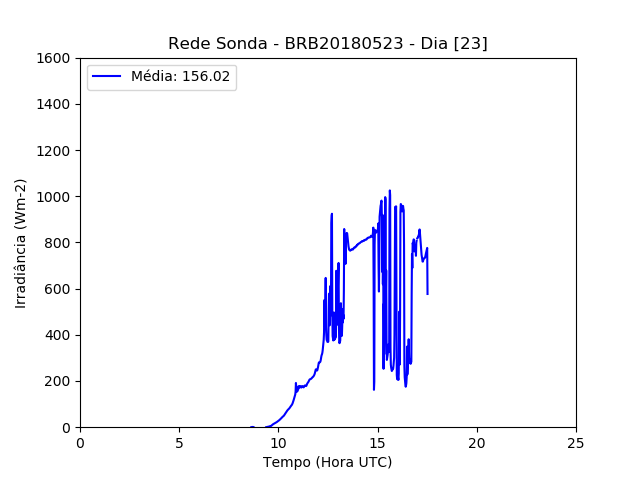 Rede Sonda - BRB20180523 - Dia [23]
Média: 156.02
Irradiância (Wm-2)
1600
1400
1200
1000
800
600
400
200
0
0 5 10 15 20 25
Tempo (Hora UTC)